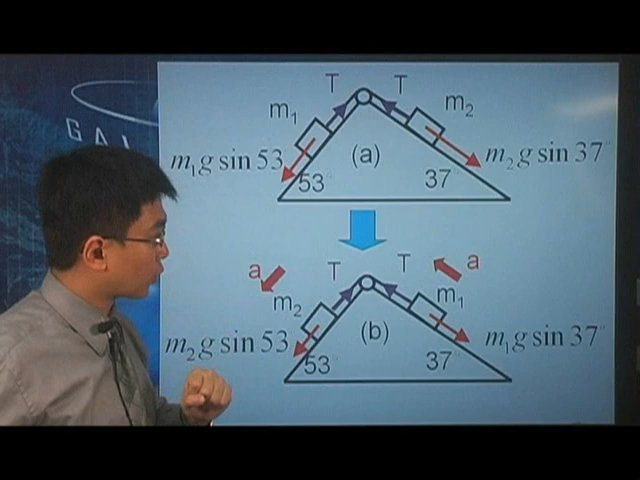 GAL
T T
m₁ m₂
m₁g sin 53 m₂g sin 37°
(a)
53° 37°
a T T a
m₂ m₁
m₂g sin 53 m₁g sin 37°
(b)
53° 37°